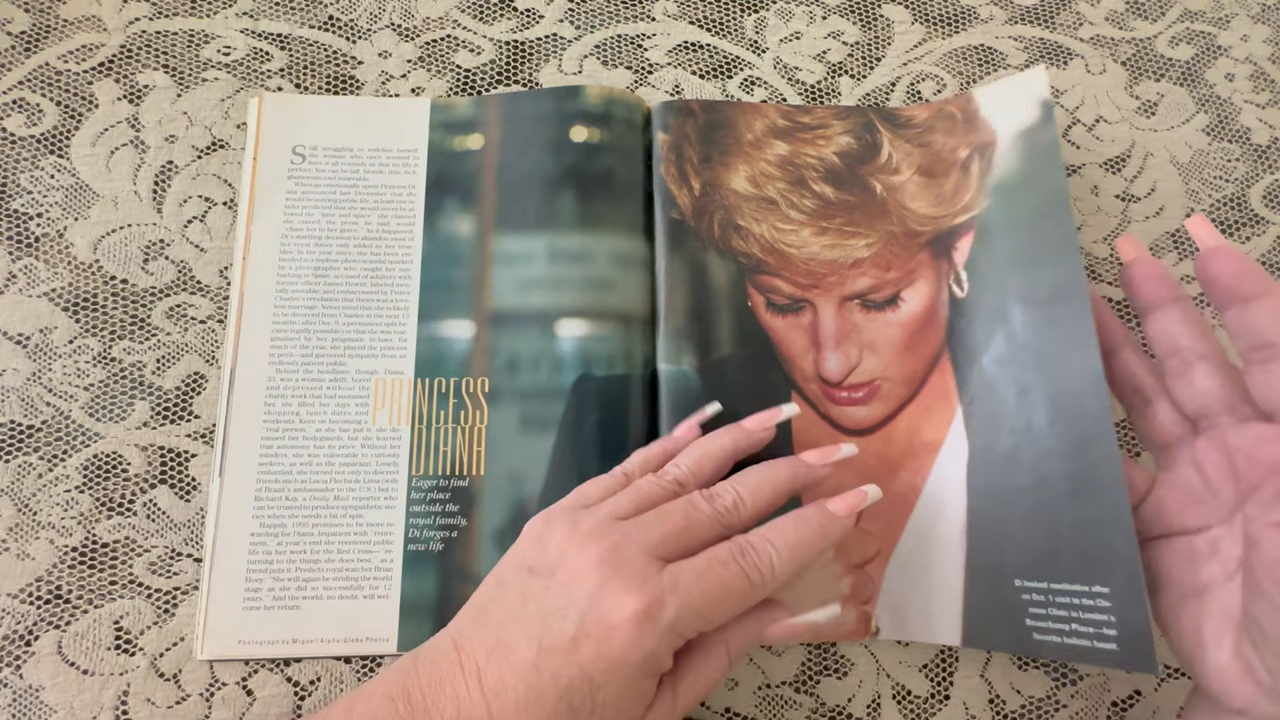 Still struggling to redefine herself,
the woman who once seemed to
have it all reminds us that no life is
perfect: You can be tall, blonde, thin, rich,
glamorous and miserable.
When an emotionally spent Princess Di-
ana announced last December that she
would be leaving public life, at least one in-
sider predicted that she would never be al-
lowed the "time and space" she claimed
she craved; the press, he said, would
"chase her to her grave." As it happened,
Di's startling decision to abandon most of
her royal duties only added to her trou-
bles: In the year since, she has been em-
broiled in a topless-photo scandal sparked
by a photographer who caught her sun-
bathing in Spain, accused of adultery with
former officer James Hewitt, labeled men-
tally unstable and embarrassed by Prince
Charles's revelation that theirs was a love-
less marriage. Never mind that she is likely
to be divorced from Charles in the next 12
months (after Dec. 9, a permanent split be-
came legally possible) or that she was mar-
ginalized by her pragmatic in-laws; for
much of the year, she played the princess
in peril—and garnered sympathy from an
endlessly patient public.
Behind the headlines, though, Diana,
33, was a woman adrift, bored
and depressed without the
charity work that had sustained
her, she filled her days with
shopping, lunch dates and
workouts. Keen on becoming a
"real person," as she has put it, she dis-
missed her bodyguards, but she learned
that autonomy has its price. Without her
minders, she was vulnerable to curiosity
seekers, as well as the paparazzi. Lonely,
embattled, she turned not only to discreet
friends such as Lucia Flecha de Lima (wife
of Brazil's ambassador to the U.S.) but to
Richard Kay, a Daily Mail reporter who
can be trusted to produce sympathetic sto-
ries when she needs a bit of spin.
Happily, 1995 promises to be more re-
warding for Diana. Impatient with "retire-
ment," at year's end she reentered public
life via her work for the Red Cross—"re-
turning to the things she does best," as a
friend puts it. Predicts royal watcher Brian
Hoey: "She will again be striding the world
stage as she did so successfully for 12
years." And the world, no doubt, will wel-
come her return.
Photograph by Miguel/Alpha/Globe Photos
PRINCESS
DIANA
Eager to find
her place
outside the
royal family,
Di forges a
new life
Di looked meditative after
an Oct. 1 visit to the Chi-
nese Clinic in London's
Beauchamp Place—her
favorite holistic haunt.